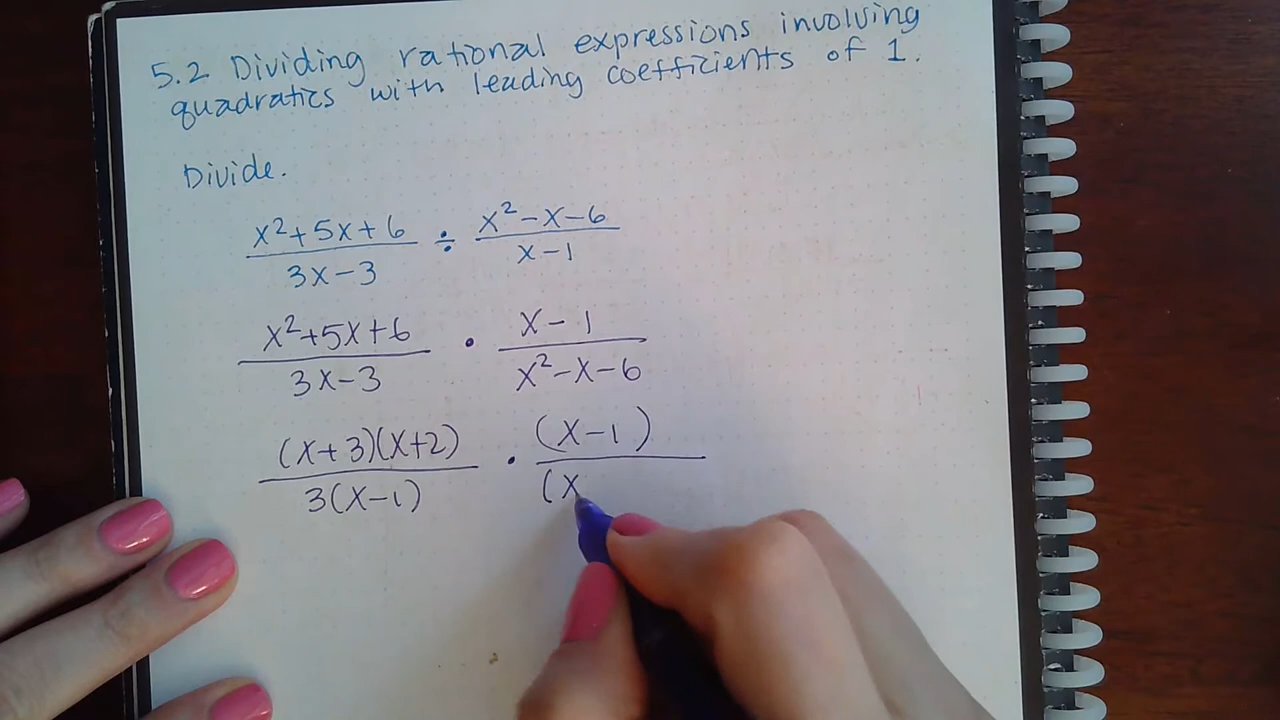 5.2 Dividing rational expressions involving
quadratics with leading coefficients of 1.
Divide.
x²+5x+6 ÷ x²-x-6
3x-3 x-1
x²+5x+6 · x-1
3x-3 x²-x-6
(x+3)(x+2) · (x-1)
3(x-1) (x